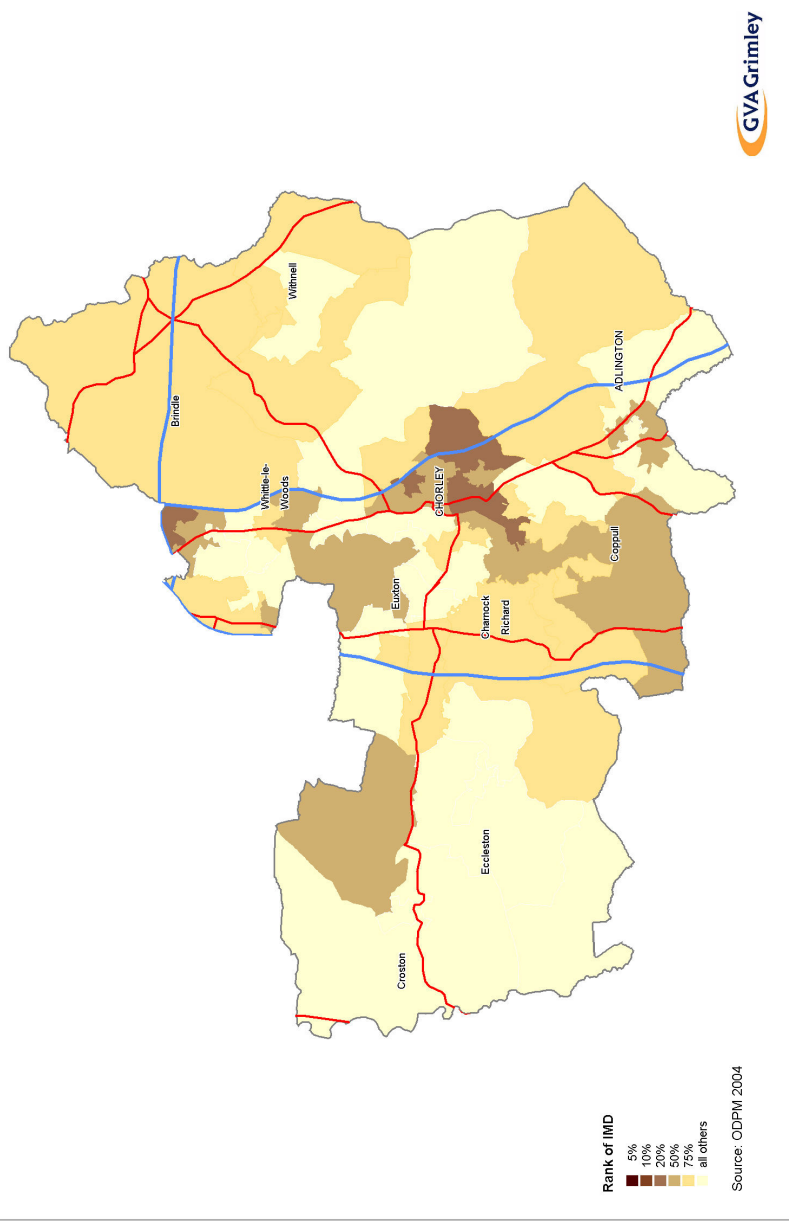 GVA Grimley
Withnell
Brindle
ADLINGTON
Whittle-le-
Woods
CHORLEY
Coppull
Euxton
Charnock
Richard
Eccleston
Croston
Rank of IMD
5%
10%
20%
50%
75%
all others
Source: ODPM 2004